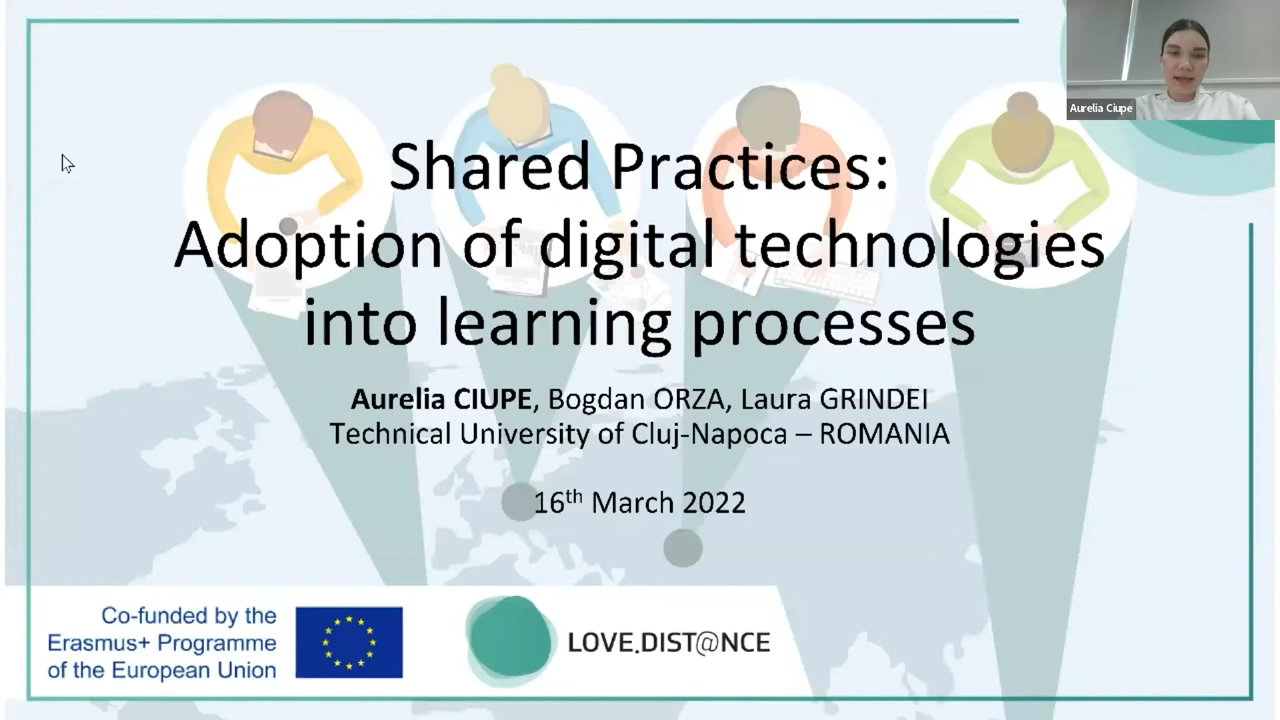 Aurelia Ciupe
Shared Practices:
Adoption of digital technologies
into learning processes
Aurelia CIUPE, Bogdan ORZA, Laura GRINDEI
Technical University of Cluj-Napoca – ROMANIA
16th March 2022
Co-funded by the
Erasmus+ Programme
of the European Union
LOVE.DIST@NCE